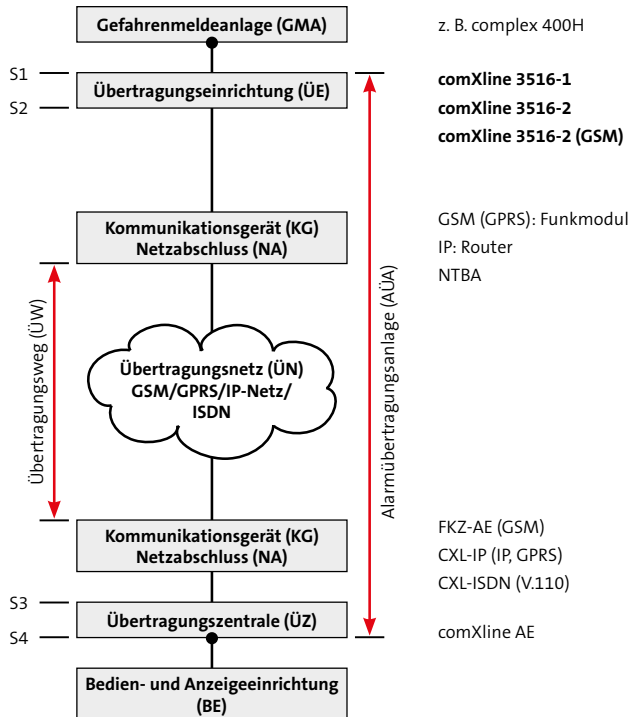 Gefahrenmeldeanlage (GMA)
z. B. complex 400H
S1
Übertragungseinrichtung (ÜE)
S2
comXline 3516-1
comXline 3516-2
comXline 3516-2 (GSM)
Kommunikationsgerät (KG)
Netzabschluss (NA)
GSM (GPRS): Funkmodul
IP: Router
NTBA
Übertragungsweg (ÜW)
Übertragungsnetz (ÜN)
GSM/GPRS/IP-Netz/
ISDN
Alarmübertragungsanlage (AÜA)
Kommunikationsgerät (KG)
Netzabschluss (NA)
FKZ-AE (GSM)
CXL-IP (IP, GPRS)
CXL-ISDN (V.110)
S3
Übertragungszentrale (ÜZ)
S4
comXline AE
Bedien- und Anzeigeeinrichtung
(BE)